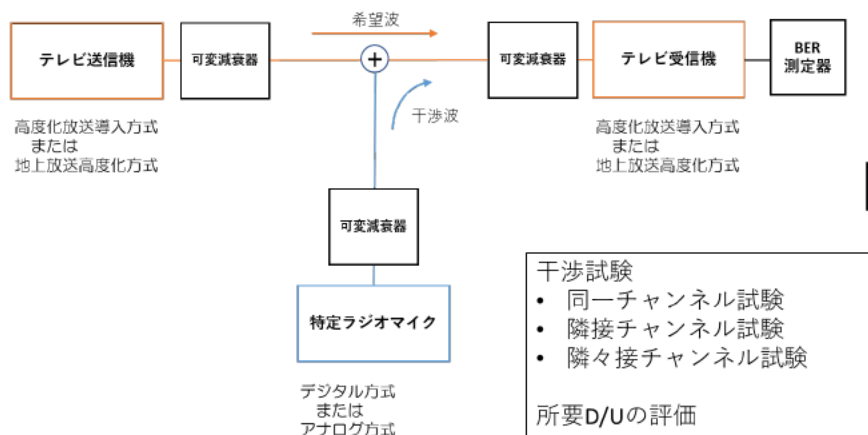 希望波
テレビ送信機
可変減衰器
+
可変減衰器
テレビ受信機
BER
測定器
干渉波
高度化放送導入方式
または
地上放送高度化方式
高度化放送導入方式
または
地上放送高度化方式
可変減衰器
特定ラジオマイク
デジタル方式
または
アナログ方式
干渉試験
• 同一チャンネル試験
• 隣接チャンネル試験
• 隣々接チャンネル試験
所要D/Uの評価